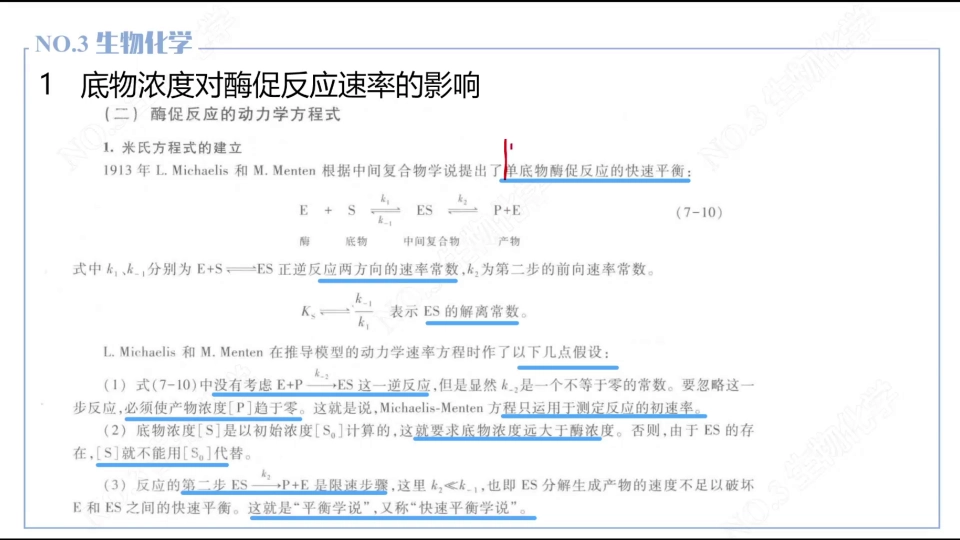 NO.3 生物化学
1 底物浓度对酶促反应速率的影响
(二) 酶促反应的动力学方程式
1. 米氏方程式的建立
1913 年 L. Michaelis 和 M. Menten 根据中间复合物学说提出了单底物酶促反应的快速平衡:
E + S ⇌ ES ⇌ P+E (7-10)
k₁ k₂
k₋₁
酶 底物 中间复合物 产物
式中 k₁、k₋₁分别为 E+S⇌ES 正逆反应两方向的速率常数,k₂为第二步的前向速率常数。
Kₛ ⇌ k₋₁/k₁ 表示 ES 的解离常数。
L. Michaelis 和 M. Menten 在推导模型的动力学速率方程时作了以下几点假设:
(1) 式(7-10)中没有考虑 E+P —k₋₂→ES 这一逆反应,但是显然 k₋₂是一个不等于零的常数。要忽略这一
步反应,必须使产物浓度[P]趋于零。这就是说,Michaelis-Menten 方程只运用于测定反应的初速率。
(2) 底物浓度[S]是以初始浓度[S₀]计算的,这就要求底物浓度远大于酶浓度。否则,由于 ES 的存
在,[S]就不能用[S₀]代替。
(3) 反应的第二步 ES —k₂→P+E 是限速步骤,这里 k₂≪k₋₁,也即 ES 分解生成产物的速度不足以破坏
E 和 ES 之间的快速平衡。这就是“平衡学说”,又称“快速平衡学说”。